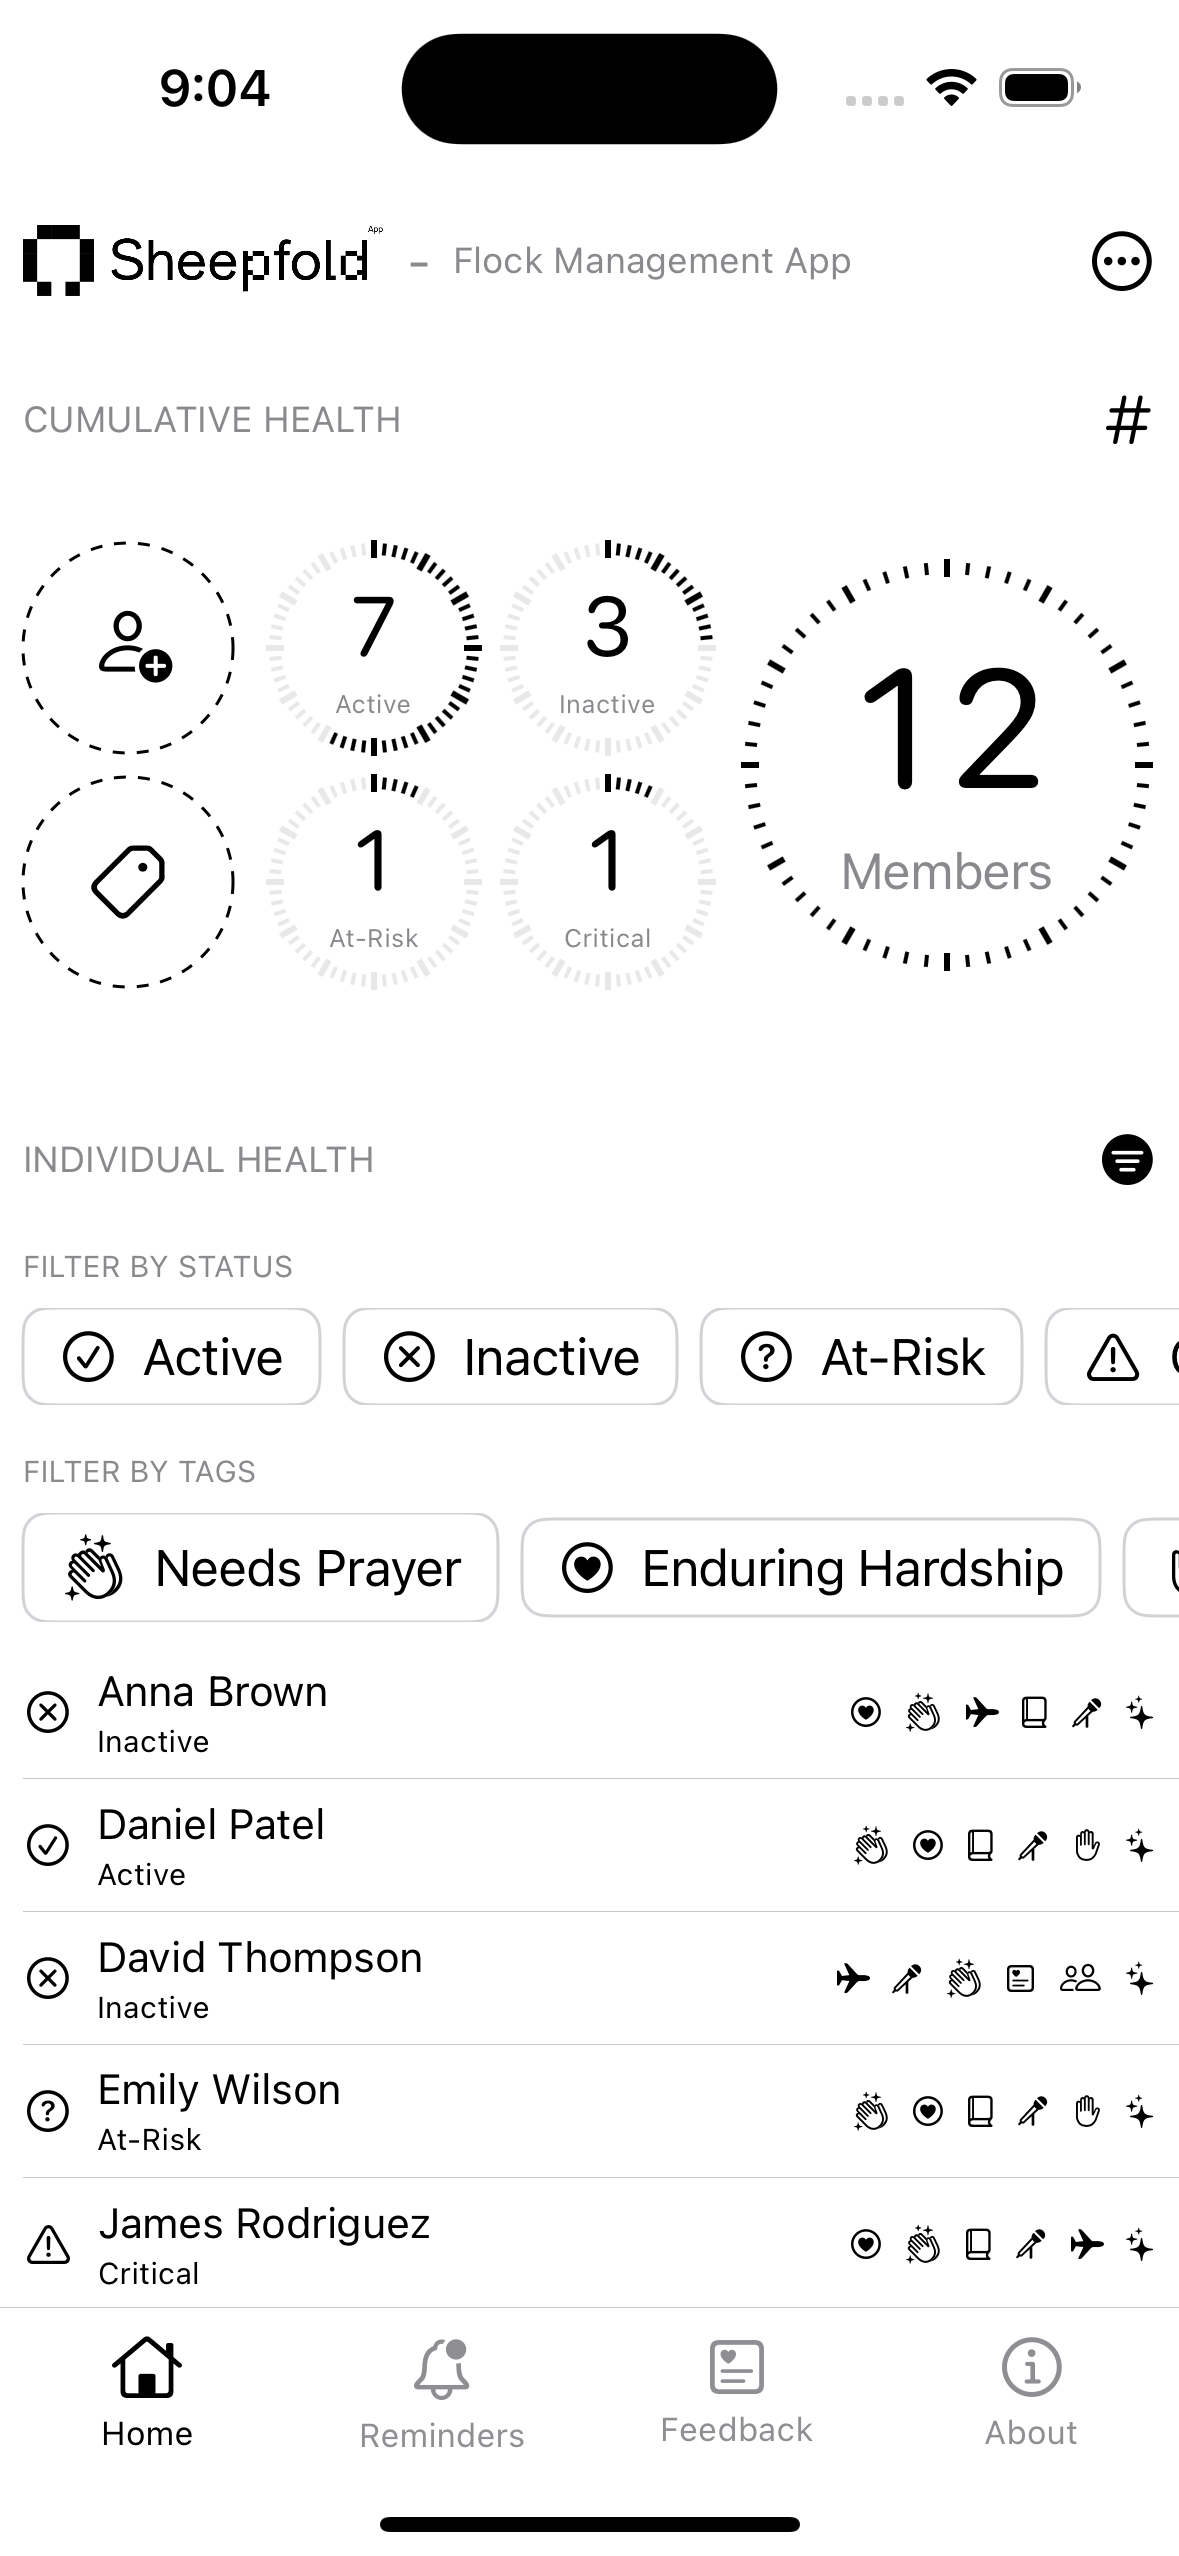 9:04
Sheepfold App - Flock Management App
CUMULATIVE HEALTH
#
7
Active
3
Inactive
12
Members
1
At-Risk
1
Critical
INDIVIDUAL HEALTH
FILTER BY STATUS
Active Inactive At-Risk
FILTER BY TAGS
Needs Prayer Enduring Hardship
Anna Brown
Inactive
Daniel Patel
Active
David Thompson
Inactive
Emily Wilson
At-Risk
James Rodriguez
Critical
Home Reminders Feedback About